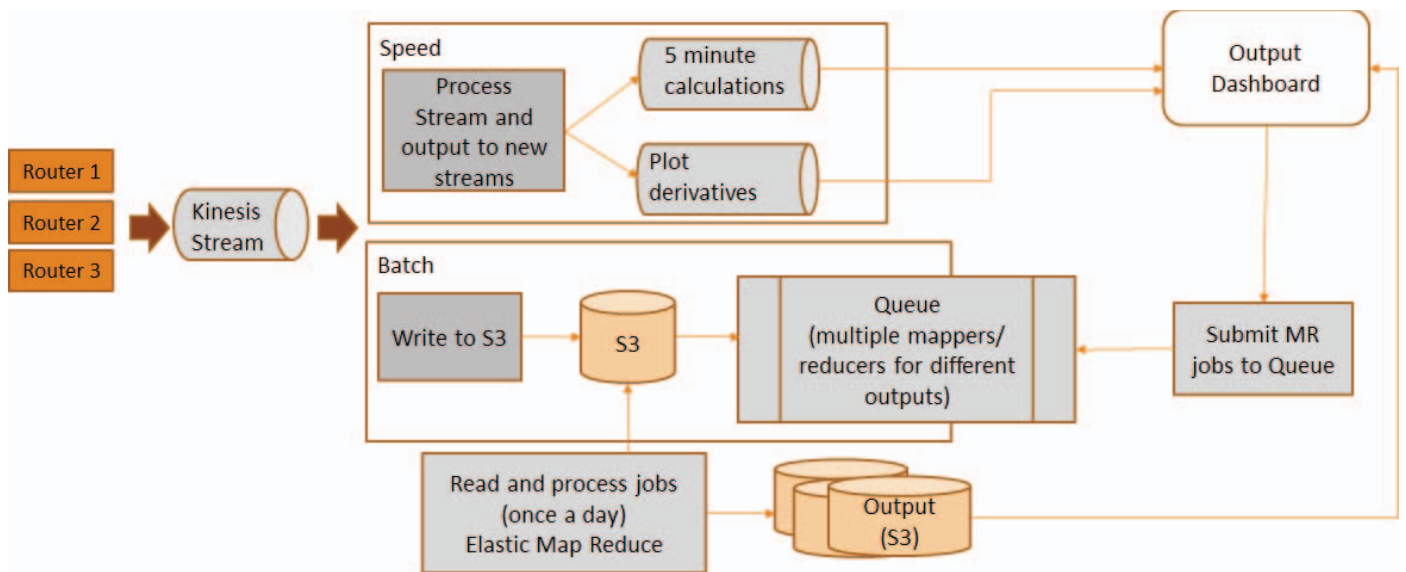 Router 1
Router 2
Router 3
Kinesis
Stream
Speed
Process
Stream and
output to new
streams
5 minute
calculations
Plot
derivatives
Output
Dashboard
Batch
Write to S3
S3
Queue
(multiple mappers/
reducers for different
outputs)
Submit MR
jobs to Queue
Read and process jobs
(once a day)
Elastic Map Reduce
Output
(S3)